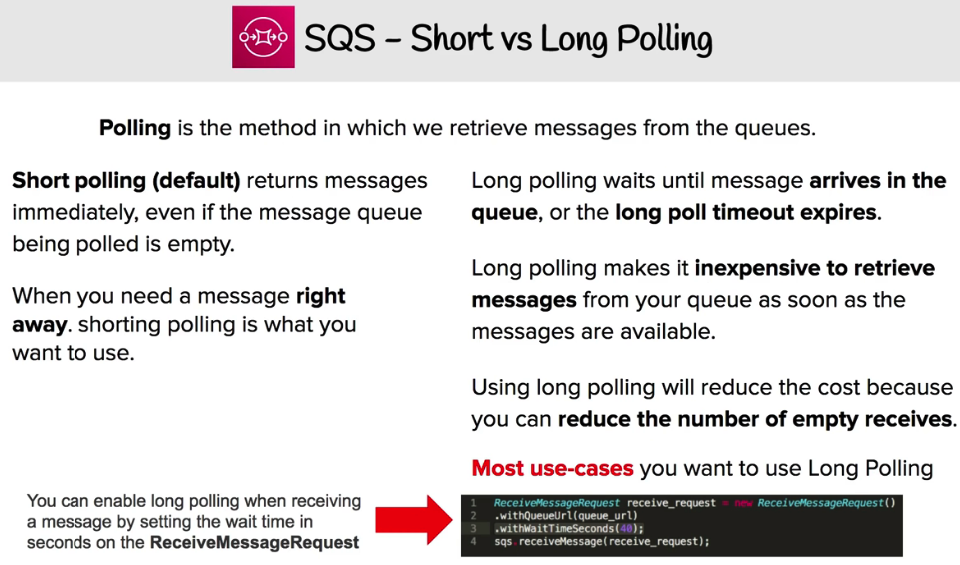 SQS – Short vs Long Polling
Polling is the method in which we retrieve messages from the queues.
Short polling (default) returns messages
immediately, even if the message queue
being polled is empty.
When you need a message right
away. shorting polling is what you
want to use.
Long polling waits until message arrives in the
queue, or the long poll timeout expires.
Long polling makes it inexpensive to retrieve
messages from your queue as soon as the
messages are available.
Using long polling will reduce the cost because
you can reduce the number of empty receives.
Most use-cases you want to use Long Polling
You can enable long polling when receiving
a message by setting the wait time in
seconds on the ReceiveMessageRequest
1 ReceiveMessageRequest receive_request = new ReceiveMessageRequest()
2 .withQueueUrl(queue_url)
3 .withWaitTimeSeconds(40);
4 sqs.receiveMessage(receive_request);